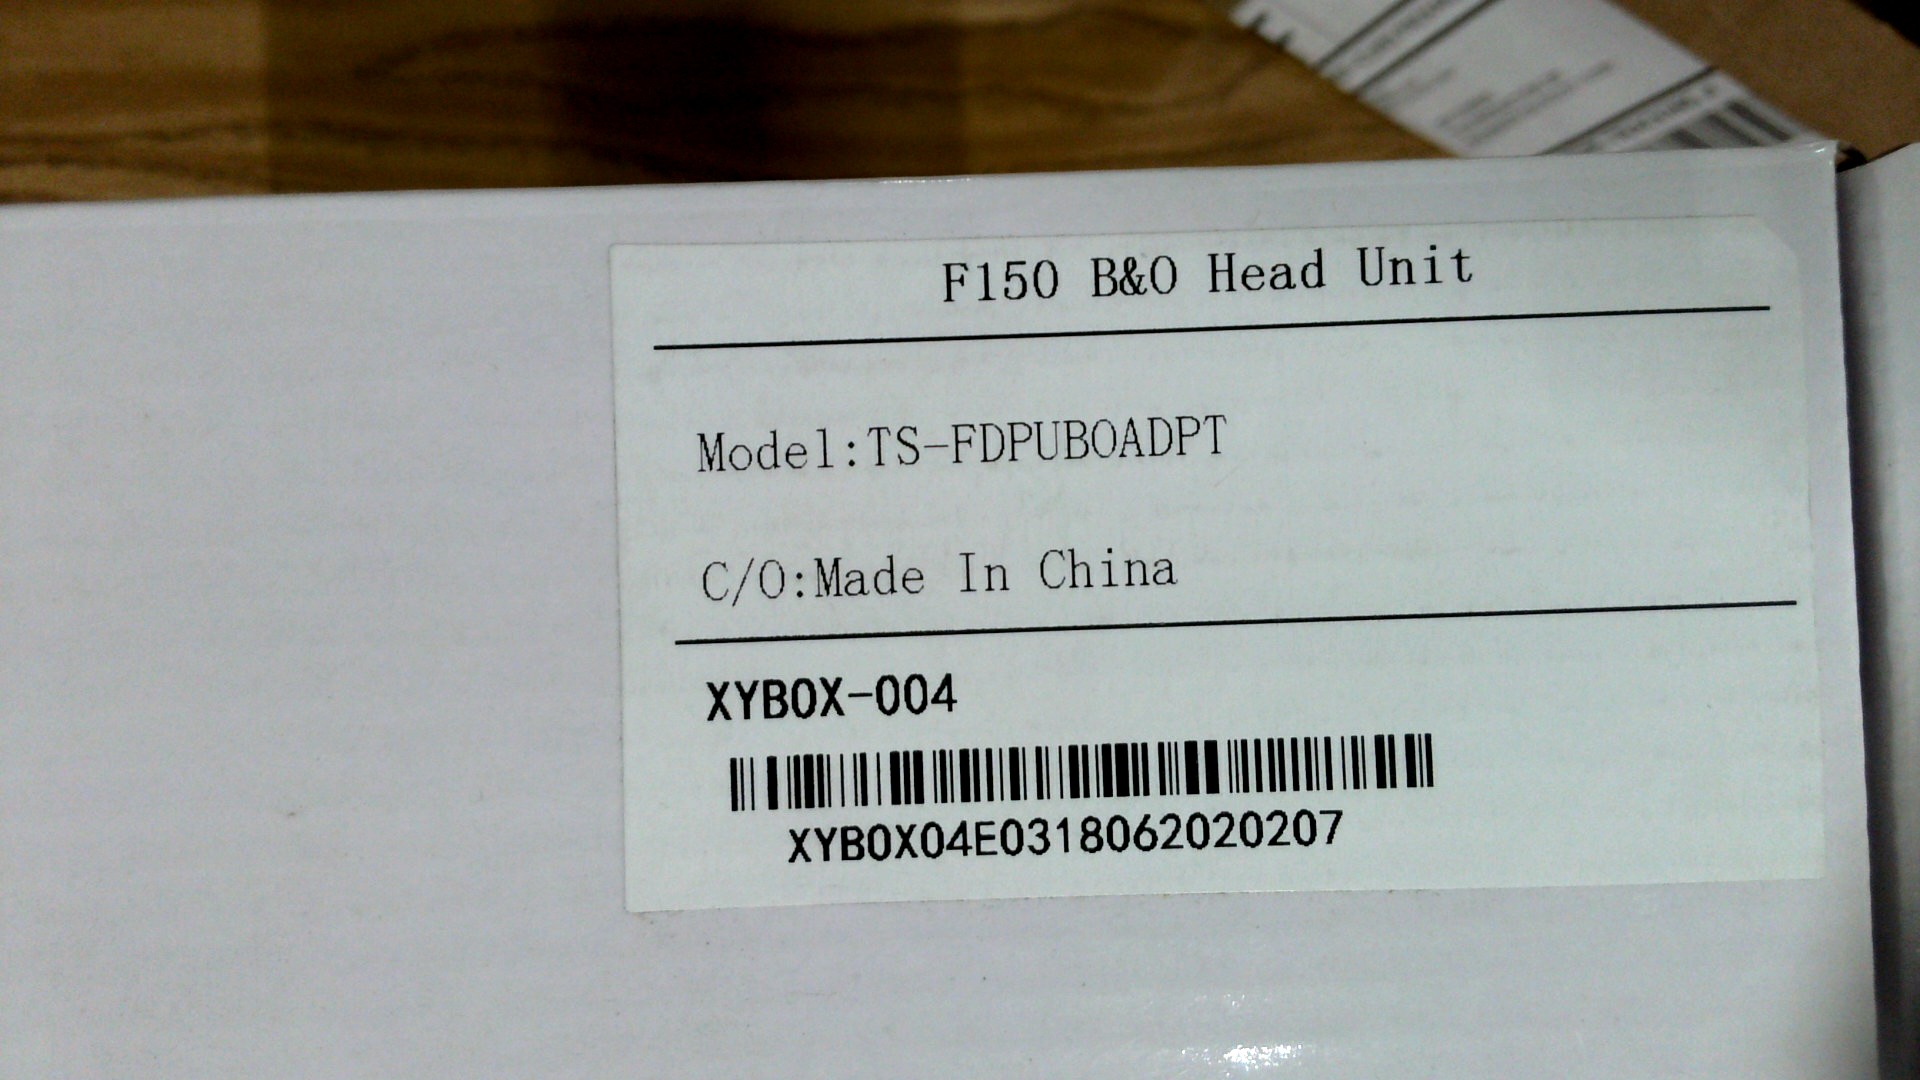 F150 B&O Head Unit
Model:TS-FDPUBOADPT
C/O:Made In China
XYBOX-004
XYBOX04E0318062020207